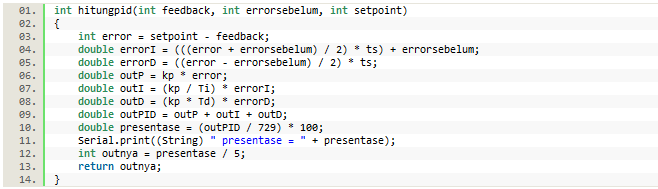 01. int hitungpid(int feedback, int errorsebelum, int setpoint)
02. {
03.     int error = setpoint - feedback;
04.     double errorI = (((error + errorsebelum) / 2) * ts) + errorsebelum;
05.     double errorD = ((error - errorsebelum) / 2) * ts;
06.     double outP = kp * error;
07.     double outI = (kp / Ti) * errorI;
08.     double outD = (kp * Td) * errorD;
09.     double outPID = outP + outI + outD;
10.     double presentase = (outPID / 729) * 100;
11.     Serial.print((String) " presentase = " + presentase);
12.     int outnya = presentase / 5;
13.     return outnya;
14. }